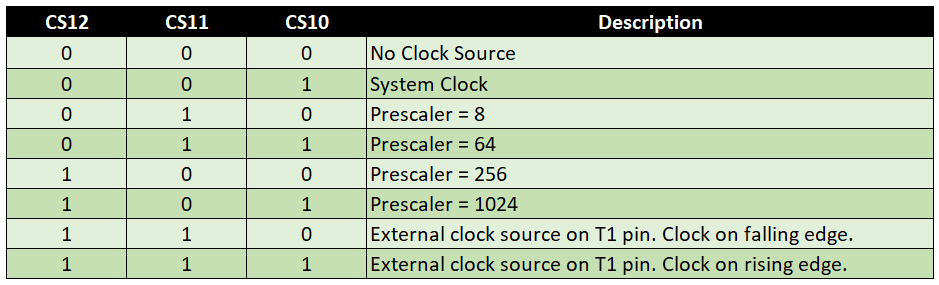 CS12 CS11 CS10 Description
0 0 0 No Clock Source
0 0 1 System Clock
0 1 0 Prescaler = 8
0 1 1 Prescaler = 64
1 0 0 Prescaler = 256
1 0 1 Prescaler = 1024
1 1 0 External clock source on T1 pin. Clock on falling edge.
1 1 1 External clock source on T1 pin. Clock on rising edge.